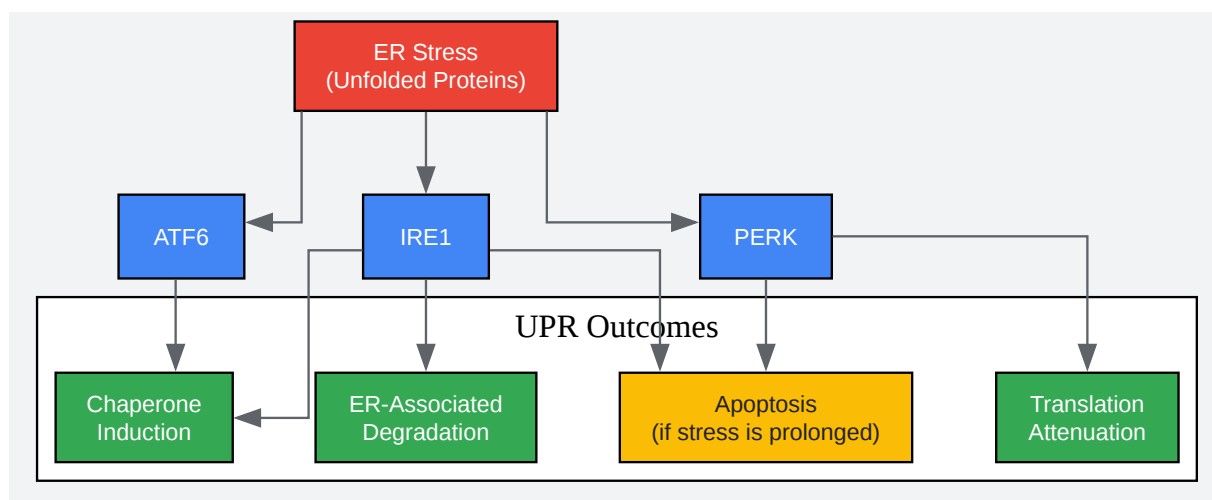 ER Stress
(Unfolded Proteins)
ATF6
IRE1
PERK
UPR Outcomes
Chaperone
Induction
ER-Associated
Degradation
Apoptosis
(if stress is prolonged)
Translation
Attenuation